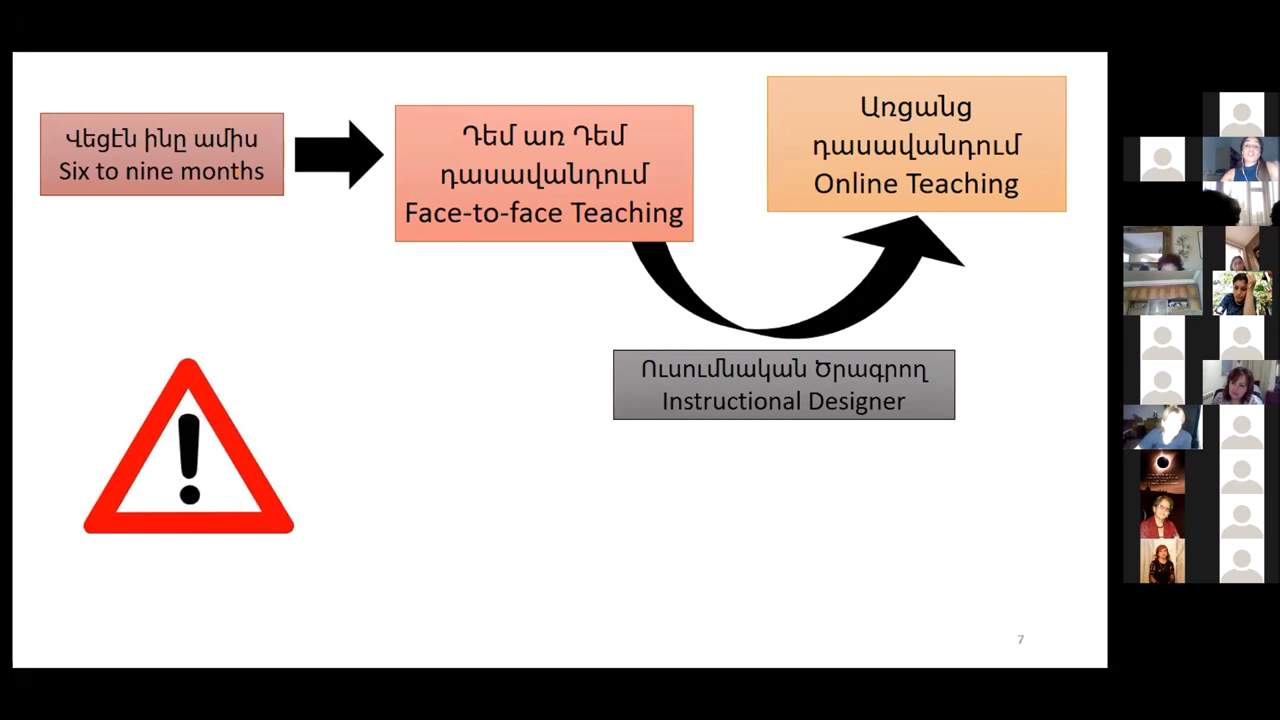 Վեցէն ինը ամիս
Six to nine months
Դեմ առ Դեմ
դասավանդում
Face-to-face Teaching
Առցանց
դասավանդում
Online Teaching
Ուսումնական Ծրագրող
Instructional Designer
7